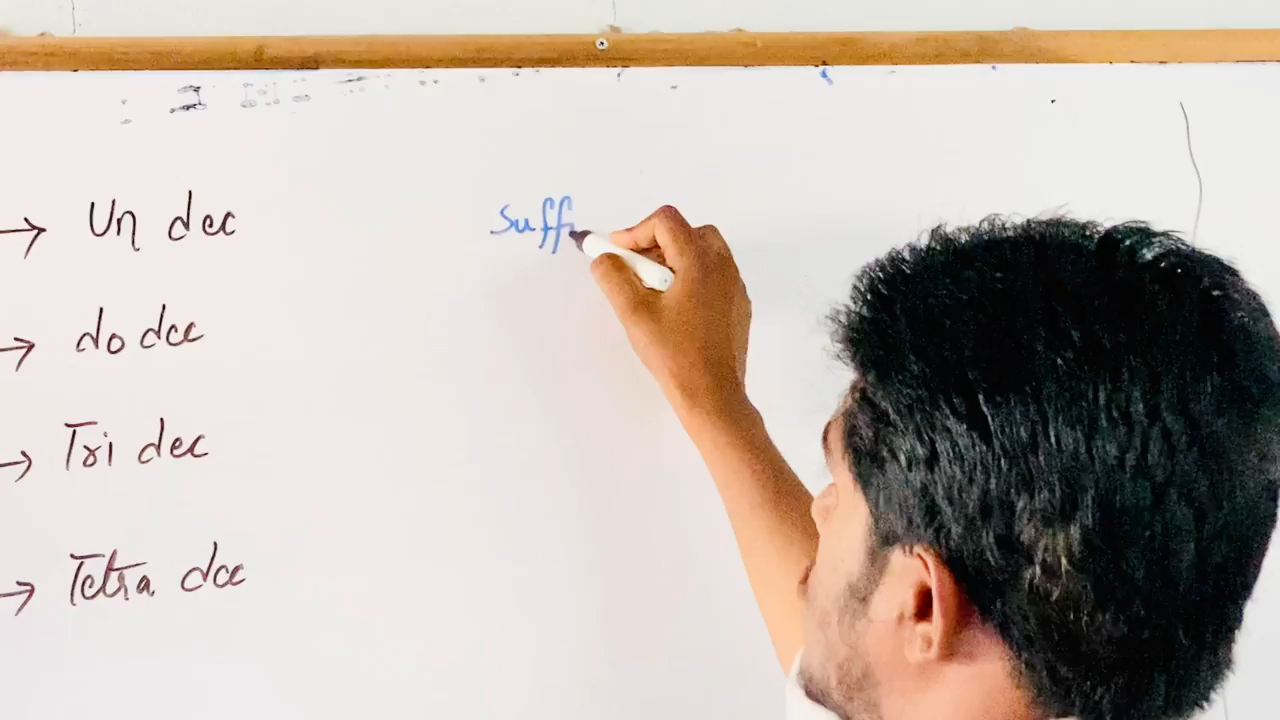 → Un dec
Suff
→ do dec
→ Tri dec
→ Tetra dec